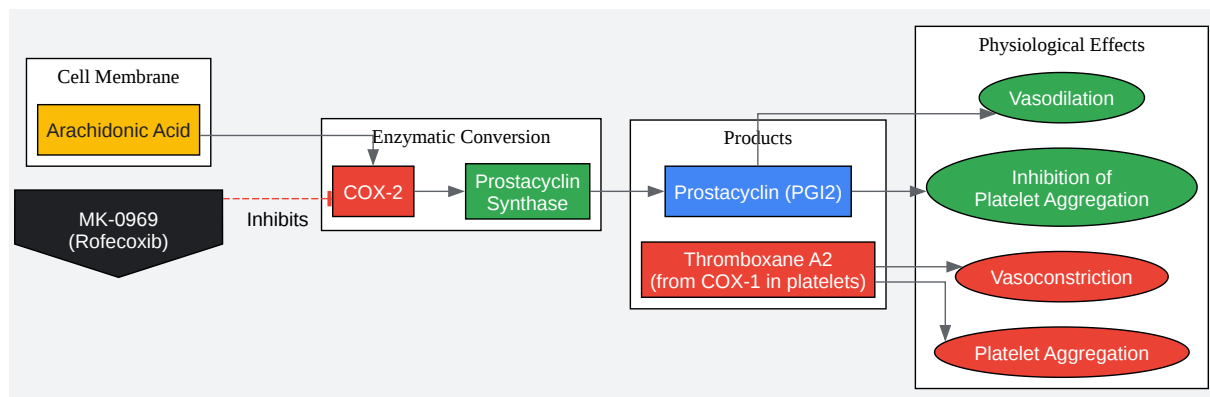 Cell Membrane
Arachidonic Acid
MK-0969
(Rofecoxib)
Inhibits
Enzymatic Conversion
COX-2
Prostacyclin
Synthase
Products
Prostacyclin (PGI2)
Thromboxane A2
(from COX-1 in platelets)
Physiological Effects
Vasodilation
Inhibition of
Platelet Aggregation
Vasoconstriction
Platelet Aggregation